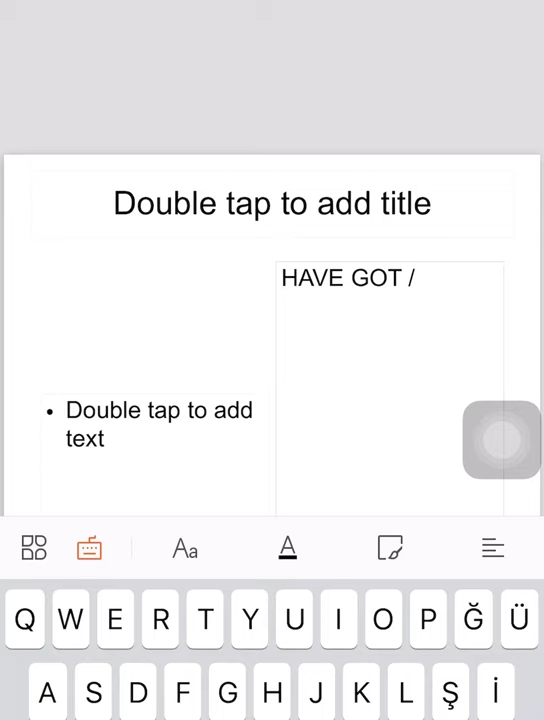 Double tap to add title
HAVE GOT /
• Double tap to add
text
Aa
A
Q W E R T Y U I O P Ğ Ü
A S D F G H J K L Ş İ